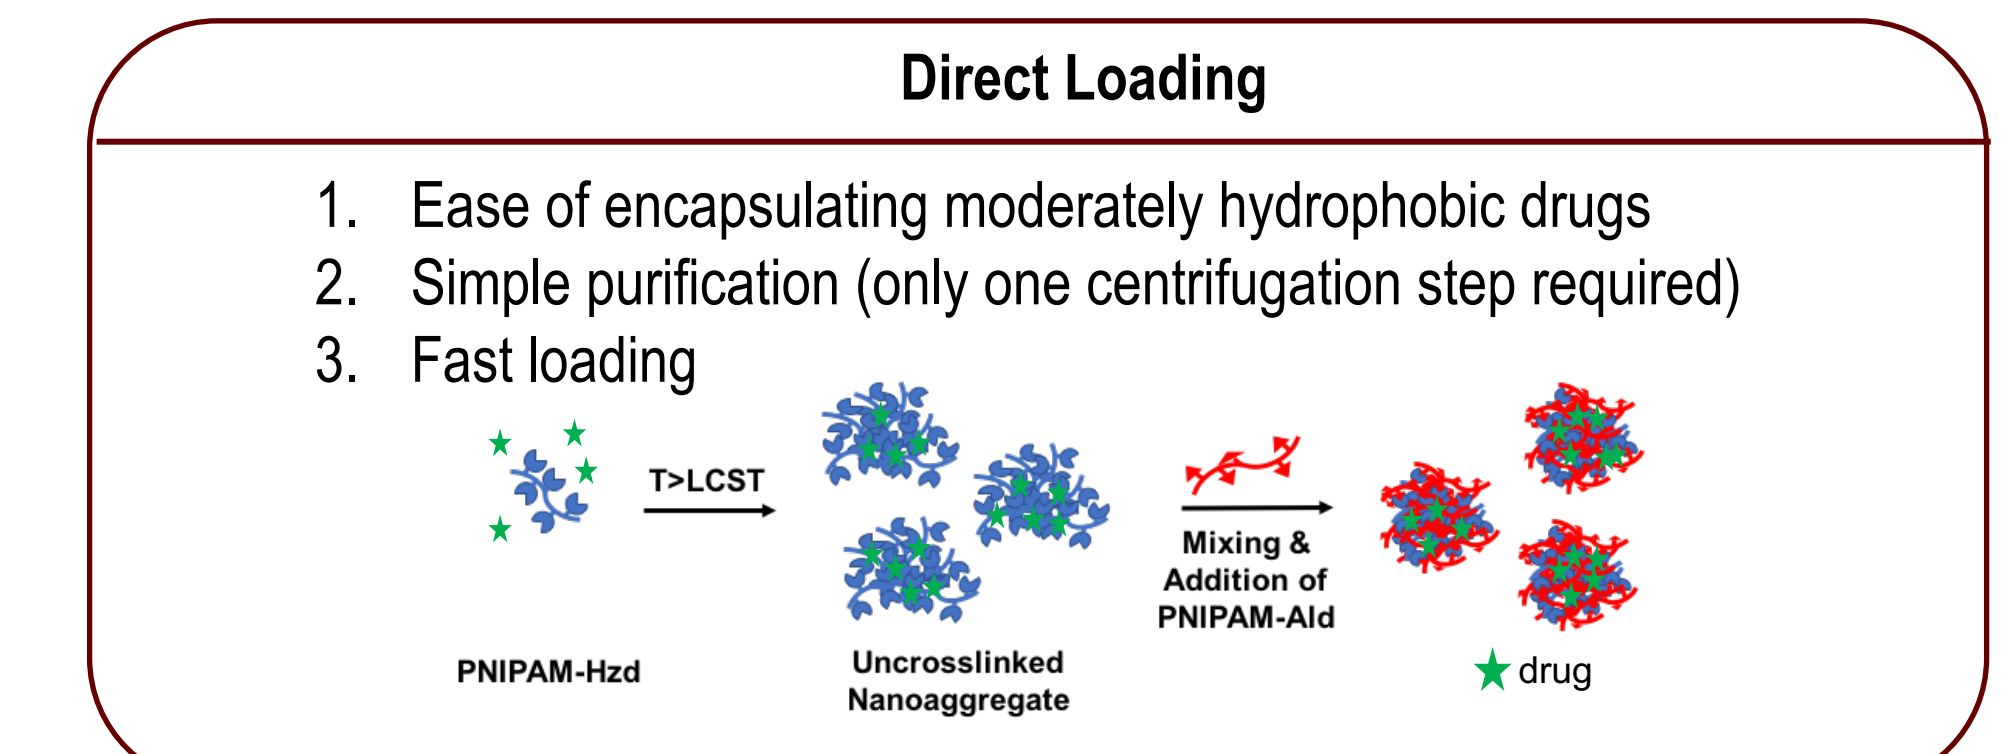 Direct Loading
1. Ease of encapsulating moderately hydrophobic drugs
2. Simple purification (only one centrifugation step required)
3. Fast loading
T>LCST
Mixing &
Addition of
PNIPAM-Ald
PNIPAM-Hzd
Uncrosslinked
Nanoaggregate
drug